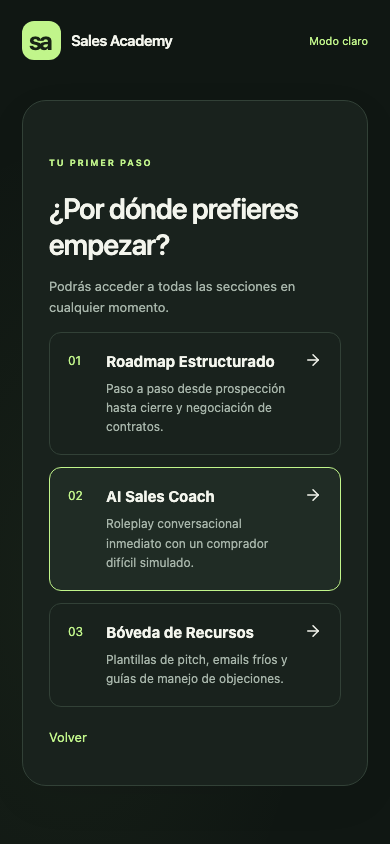 sa
Sales Academy
Modo claro
TU PRIMER PASO
¿Por dónde prefieres
empezar?
Podrás acceder a todas las secciones en
cualquier momento.
01
Roadmap Estructurado
Paso a paso desde prospección
hasta cierre y negociación de
contratos.
02
AI Sales Coach
Roleplay conversacional
inmediato con un comprador
difícil simulado.
03
Bóveda de Recursos
Plantillas de pitch, emails fríos y
guías de manejo de objeciones.
Volver